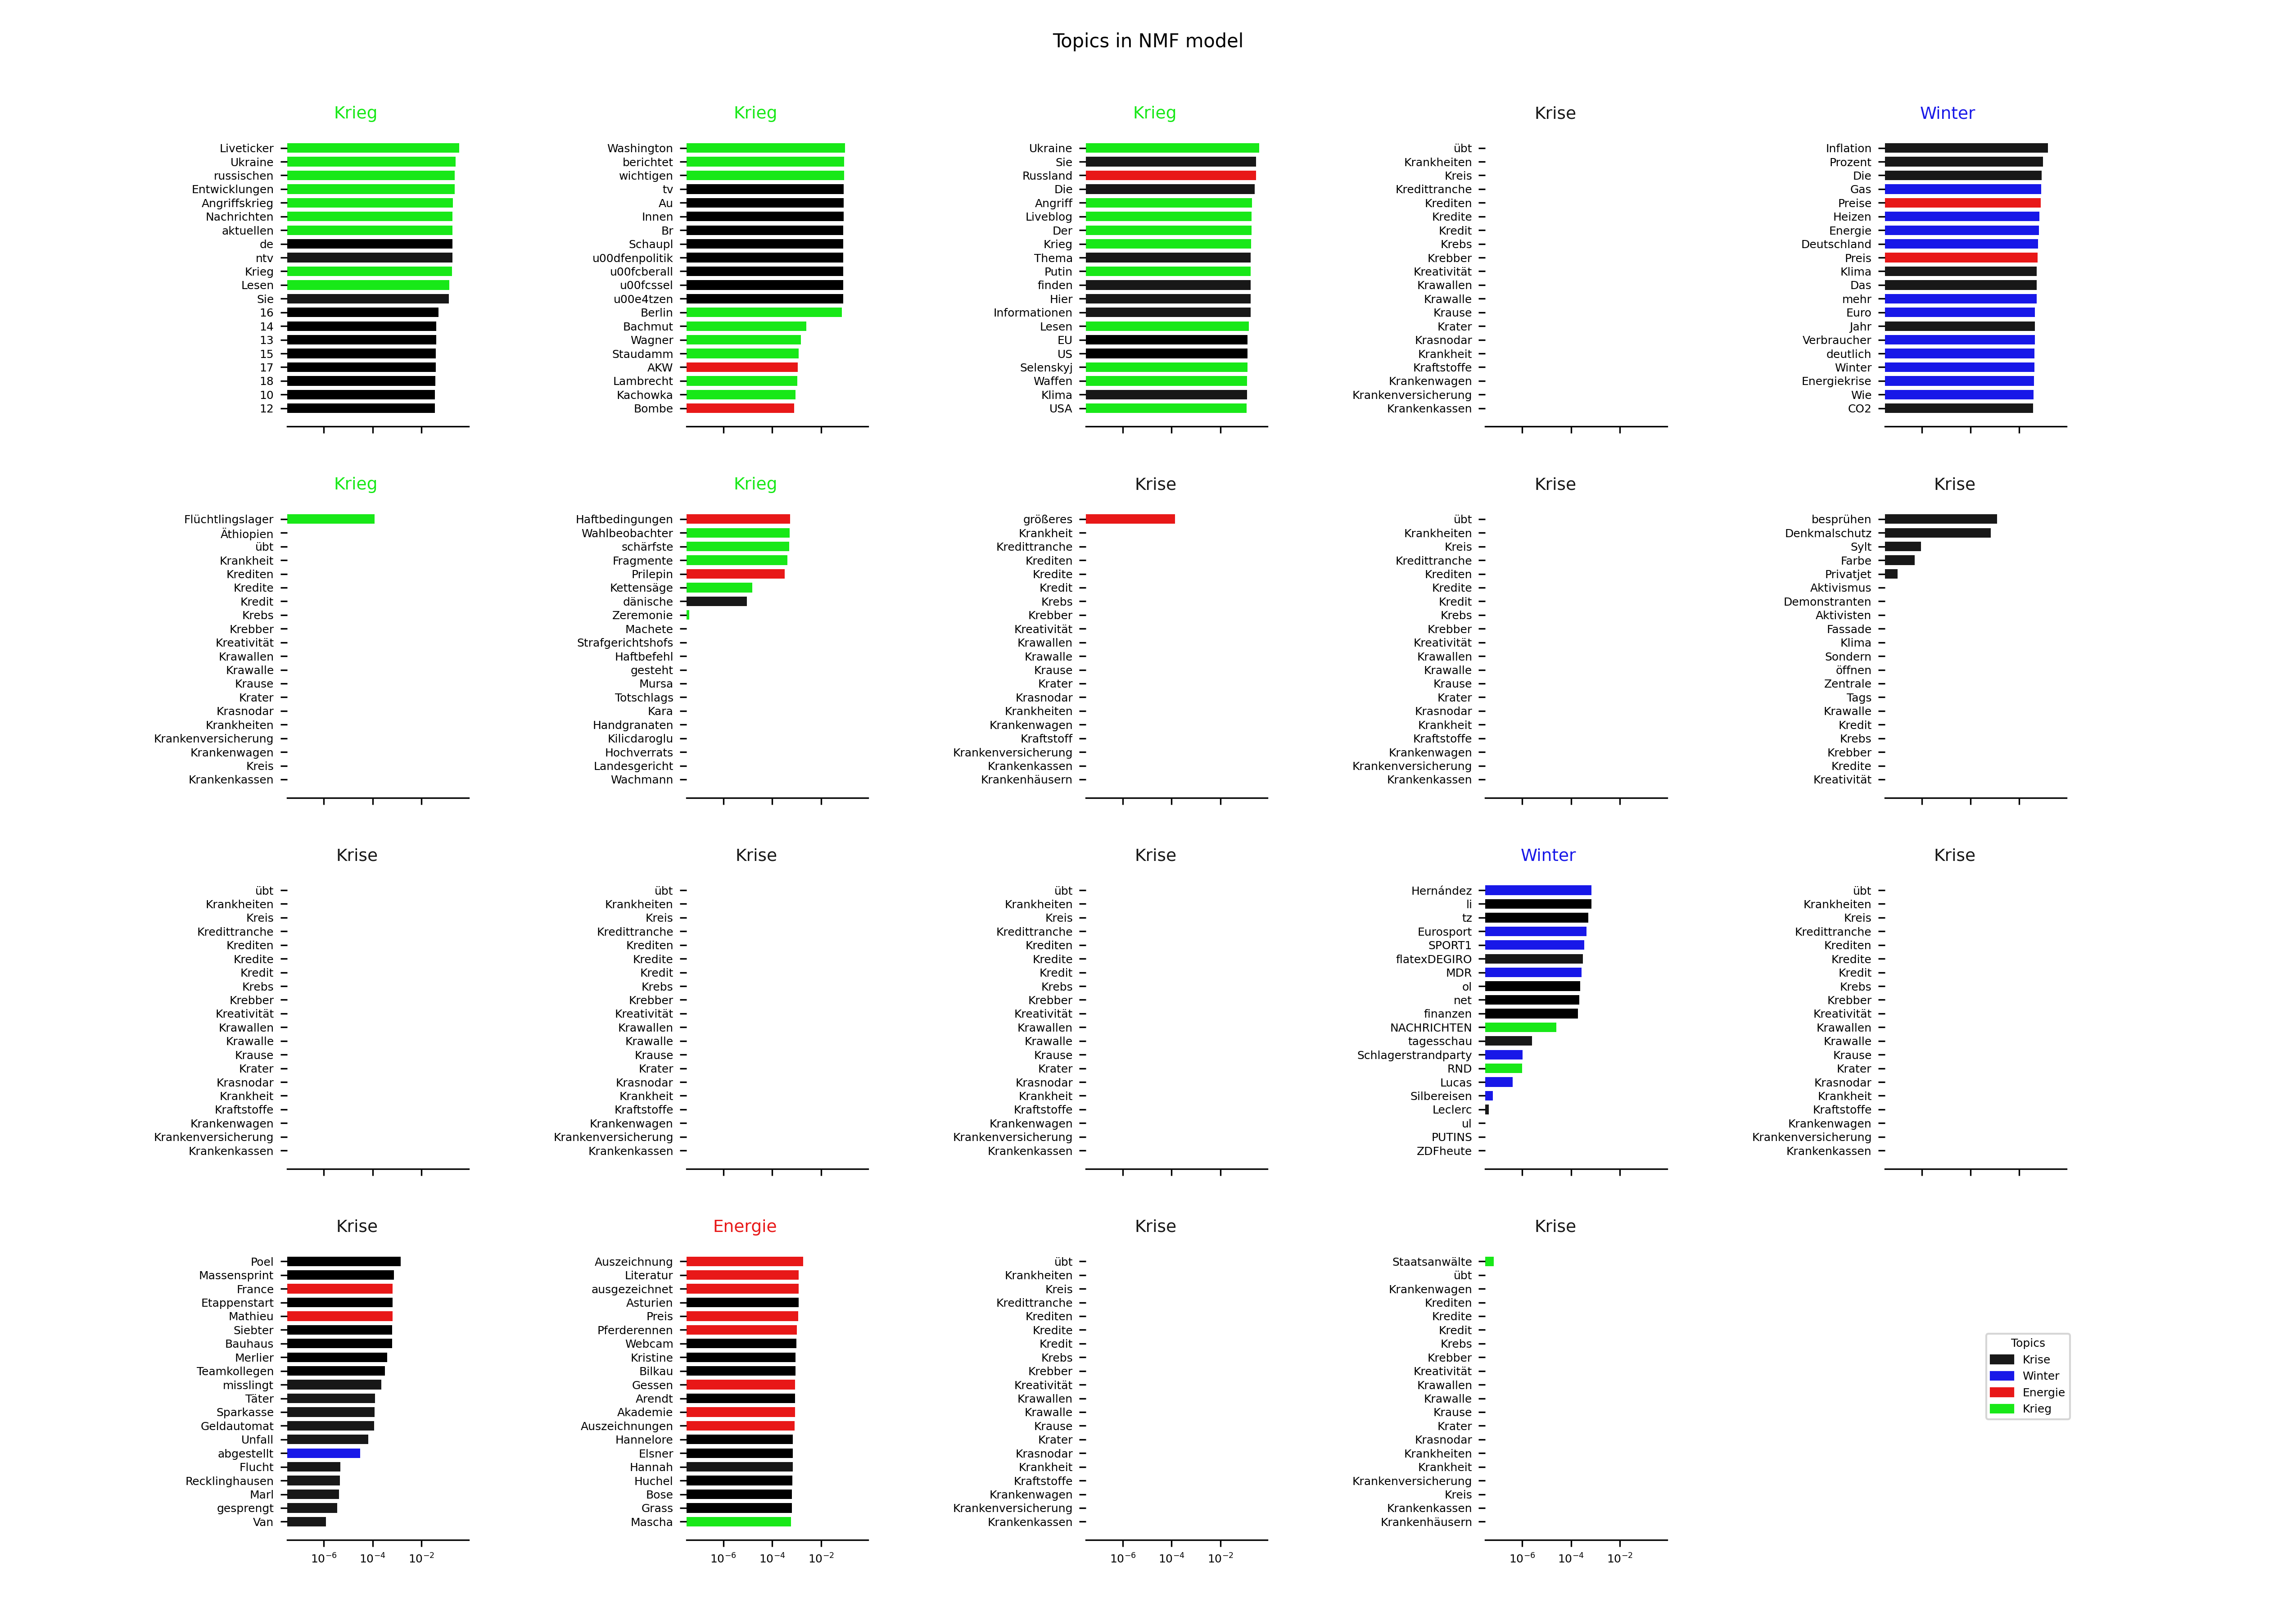 Topics in NMF model
Krieg
Liveticker
Ukraine
russischen
Entwicklungen
Angriffskrieg
Nachrichten
aktuellen
de
ntv
Krieg
Lesen
Sie
16
14
13
15
17
18
10
12
Krieg
Washington
berichtet
wichtigen
tv
Au
Innen
Br
Schaupl
u00dfenpolitik
u00fcberall
u00fcssel
u00e4tzen
Berlin
Bachmut
Wagner
Staudamm
AKW
Lambrecht
Kachowka
Bombe
Krieg
Ukraine
Sie
Russland
Die
Angriff
Liveblog
Der
Krieg
Thema
Putin
finden
Hier
Informationen
Lesen
EU
US
Selenskyj
Waffen
Klima
USA
Krise
übt
Krankheiten
Kreis
Kredittranche
Krediten
Kredite
Kredit
Krebs
Krebber
Kreativität
Krawallen
Krawalle
Krause
Krater
Krasnodar
Krankheit
Kraftstoffe
Krankenwagen
Krankenversicherung
Krankenkassen
Winter
Inflation
Prozent
Die
Gas
Preise
Heizen
Energie
Deutschland
Preis
Klima
Das
mehr
Euro
Jahr
Verbraucher
deutlich
Winter
Energiekrise
Wie
CO2
Krieg
Flüchtlingslager
Äthiopien
übt
Krankheit
Krediten
Kredite
Kredit
Krebs
Krebber
Kreativität
Krawallen
Krawalle
Krause
Krater
Krasnodar
Krankheiten
Krankenversicherung
Krankenwagen
Kreis
Krankenkassen
Krieg
Haftbedingungen
Wahlbeobachter
schärfste
Fragmente
Prilepin
Kettensäge
dänische
Zeremonie
Machete
Strafgerichtshofs
Haftbefehl
gesteht
Mursa
Totschlags
Kara
Handgranaten
Kilicdaroglu
Hochverrats
Landesgericht
Wachmann
Krise
größeres
Krankheit
Kredittranche
Krediten
Kredite
Kredit
Krebs
Krebber
Kreativität
Krawallen
Krawalle
Krause
Krater
Krasnodar
Krankheiten
Krankenwagen
Kraftstoff
Krankenversicherung
Krankenkassen
Krankenhäusern
Krise
übt
Krankheiten
Kreis
Kredittranche
Krediten
Kredite
Kredit
Krebs
Krebber
Kreativität
Krawallen
Krawalle
Krause
Krater
Krasnodar
Krankheit
Kraftstoffe
Krankenwagen
Krankenversicherung
Krankenkassen
Krise
besprühen
Denkmalschutz
Sylt
Farbe
Privatjet
Aktivismus
Demonstranten
Aktivisten
Fassade
Klima
Sondern
öffnen
Zentrale
Tags
Krawalle
Kredit
Krebs
Krebber
Kredite
Kreativität
Krise
übt
Krankheiten
Kreis
Kredittranche
Krediten
Kredite
Kredit
Krebs
Krebber
Kreativität
Krawallen
Krawalle
Krause
Krater
Krasnodar
Krankheit
Kraftstoffe
Krankenwagen
Krankenversicherung
Krankenkassen
Krise
übt
Krankheiten
Kreis
Kredittranche
Krediten
Kredite
Kredit
Krebs
Krebber
Kreativität
Krawallen
Krawalle
Krause
Krater
Krasnodar
Krankheit
Kraftstoffe
Krankenwagen
Krankenversicherung
Krankenkassen
Krise
übt
Krankheiten
Kreis
Kredittranche
Krediten
Kredite
Kredit
Krebs
Krebber
Kreativität
Krawallen
Krawalle
Krause
Krater
Krasnodar
Krankheit
Kraftstoffe
Krankenwagen
Krankenversicherung
Krankenkassen
Winter
Hernández
li
tz
Eurosport
SPORT1
flatexDEGIRO
MDR
ol
net
finanzen
NACHRICHTEN
tagesschau
Schlagerstrandparty
RND
Lucas
Silbereisen
Leclerc
ul
PUTINS
ZDFheute
Krise
übt
Krankheiten
Kreis
Kredittranche
Krediten
Kredite
Kredit
Krebs
Krebber
Kreativität
Krawallen
Krawalle
Krause
Krater
Krasnodar
Krankheit
Kraftstoffe
Krankenwagen
Krankenversicherung
Krankenkassen
Krise
Poel
Massensprint
France
Etappenstart
Mathieu
Siebter
Bauhaus
Merlier
Teamkollegen
misslingt
Täter
Sparkasse
Geldautomat
Unfall
abgestellt
Flucht
Recklinghausen
Marl
gesprengt
Van
10⁻⁶ 10⁻⁴ 10⁻²
Energie
Auszeichnung
Literatur
ausgezeichnet
Asturien
Preis
Pferderennen
Webcam
Kristine
Bilkau
Gessen
Arendt
Akademie
Auszeichnungen
Hannelore
Elsner
Hannah
Huchel
Bose
Grass
Mascha
10⁻⁶ 10⁻⁴ 10⁻²
Krise
übt
Krankheiten
Kreis
Kredittranche
Krediten
Kredite
Kredit
Krebs
Krebber
Kreativität
Krawallen
Krawalle
Krause
Krater
Krasnodar
Krankheit
Kraftstoffe
Krankenwagen
Krankenversicherung
Krankenkassen
10⁻⁶ 10⁻⁴ 10⁻²
Krise
Staatsanwälte
übt
Krankenwagen
Krediten
Kredite
Kredit
Krebs
Krebber
Kreativität
Krawallen
Krawalle
Krause
Krater
Krasnodar
Krankheiten
Krankheit
Krankenversicherung
Kreis
Krankenkassen
Krankenhäusern
10⁻⁶ 10⁻⁴ 10⁻²
Topics
Krise
Winter
Energie
Krieg